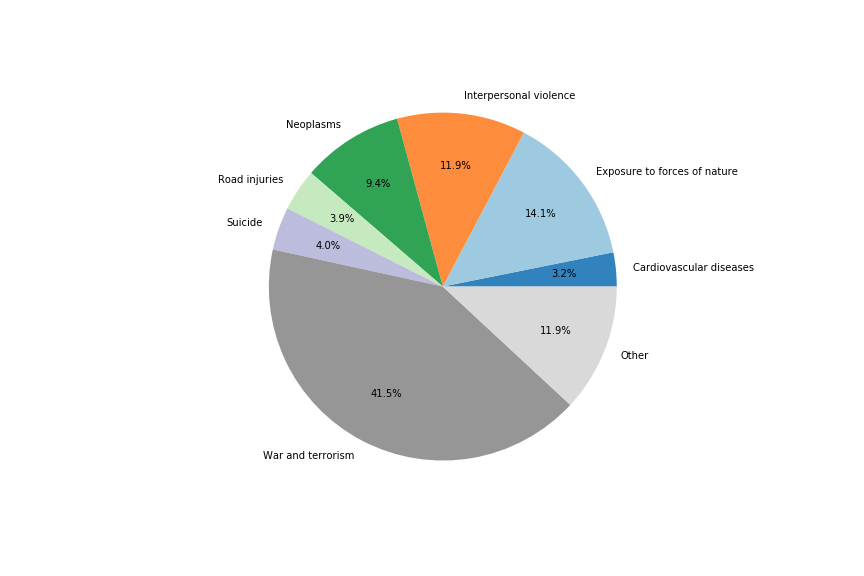 Interpersonal violence
Neoplasms
11.9%
Exposure to forces of nature
Road injuries
9.4%
14.1%
3.9%
Suicide
4.0%
Cardiovascular diseases
3.2%
11.9%
Other
41.5%
War and terrorism